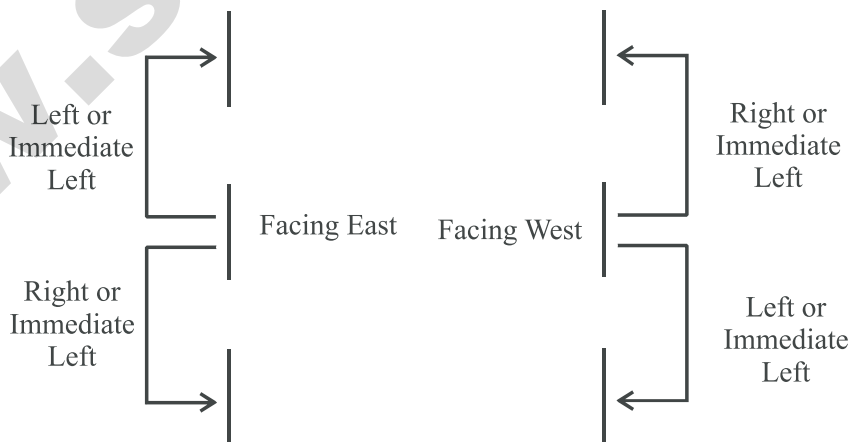 Left or
Immediate
Left
Right or
Immediate
Left
Facing East
Facing West
Right or
Immediate
Left
Left or
Immediate
Left